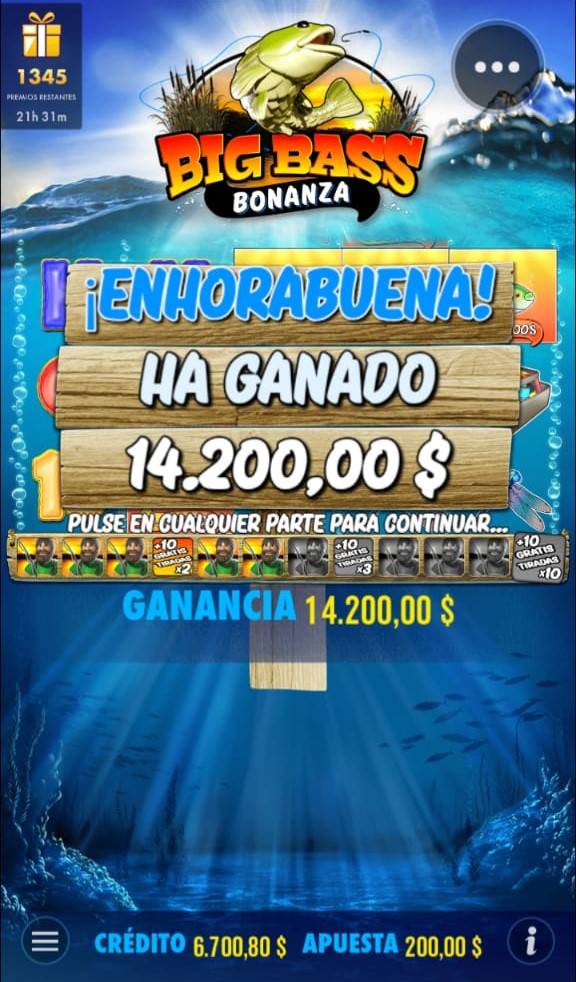 1345
PREMIOS RESTANTES
21h 31m
BIG BASS
BONANZA
¡ENHORABUENA!
HA GANADO
14.200,00 $
PULSE EN CUALQUIER PARTE PARA CONTINUAR...
+10
GRATIS
TIRADAS
x2
+10
GRATIS
TIRADAS
x3
+10
GRATIS
TIRADAS
x10
GANANCIA 14.200,00 $
CRÉDITO 6.700,80 $ APUESTA 200,00 $